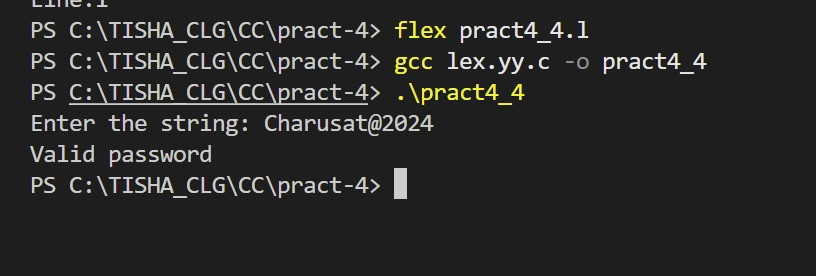 Line:1
PS C:\TISHA_CLG\CC\pract-4> flex pract4_4.l
PS C:\TISHA_CLG\CC\pract-4> gcc lex.yy.c -o pract4_4
PS C:\TISHA_CLG\CC\pract-4> .\pract4_4
Enter the string: Charusat@2024
Valid password
PS C:\TISHA_CLG\CC\pract-4>